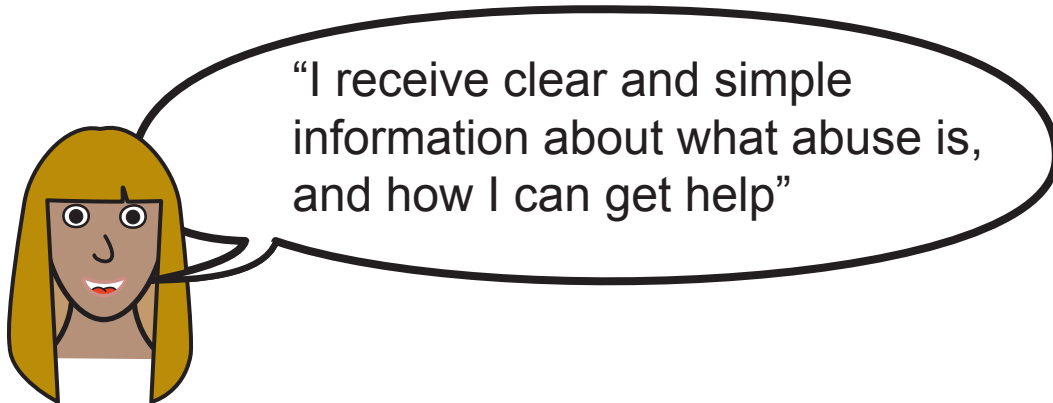 “I receive clear and simple
information about what abuse is,
and how I can get help”